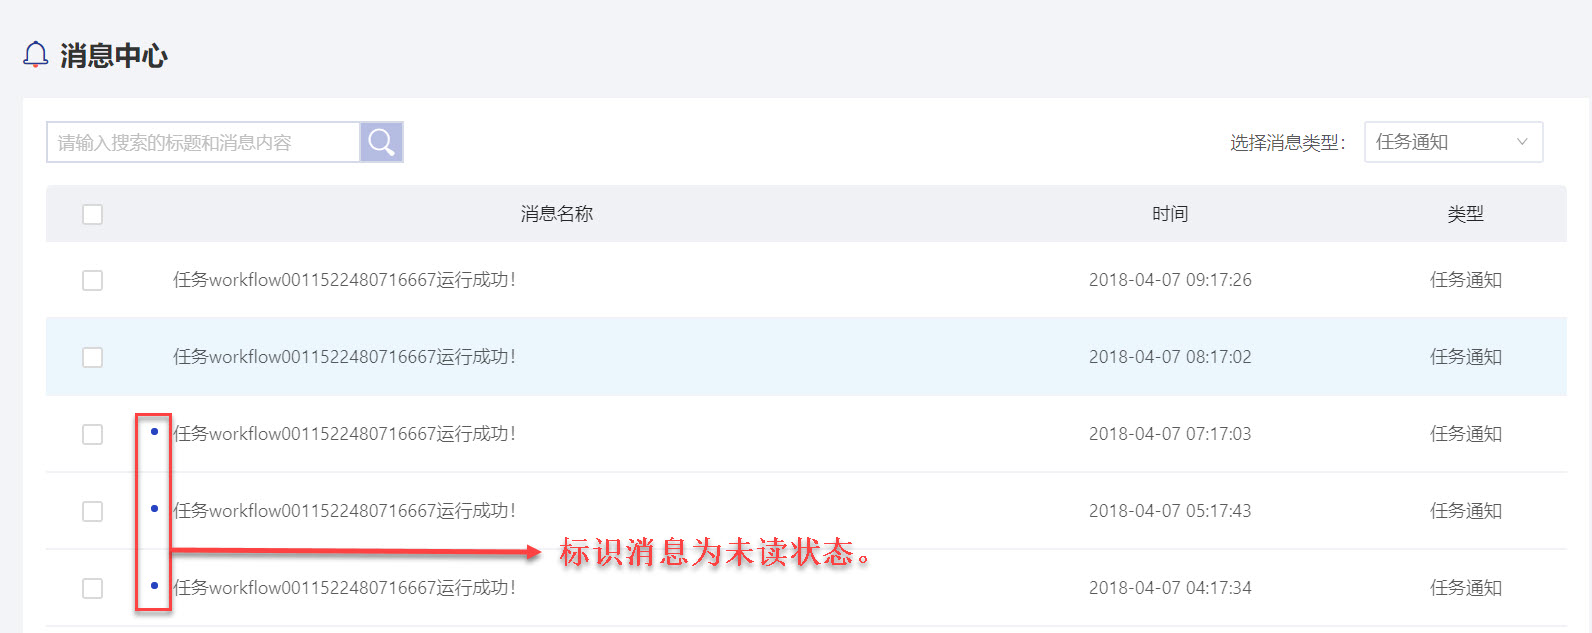 消息中心
请输入搜索的标题和消息内容
选择消息类型：
任务通知
消息名称 时间 类型
任务workflow0011522480716667运行成功！ 2018-04-07 09:17:26 任务通知
任务workflow0011522480716667运行成功！ 2018-04-07 08:17:02 任务通知
任务workflow0011522480716667运行成功！ 2018-04-07 07:17:03 任务通知
任务workflow0011522480716667运行成功！ 2018-04-07 05:17:43 任务通知
标识消息为未读状态。
任务workflow0011522480716667运行成功！ 2018-04-07 04:17:34 任务通知